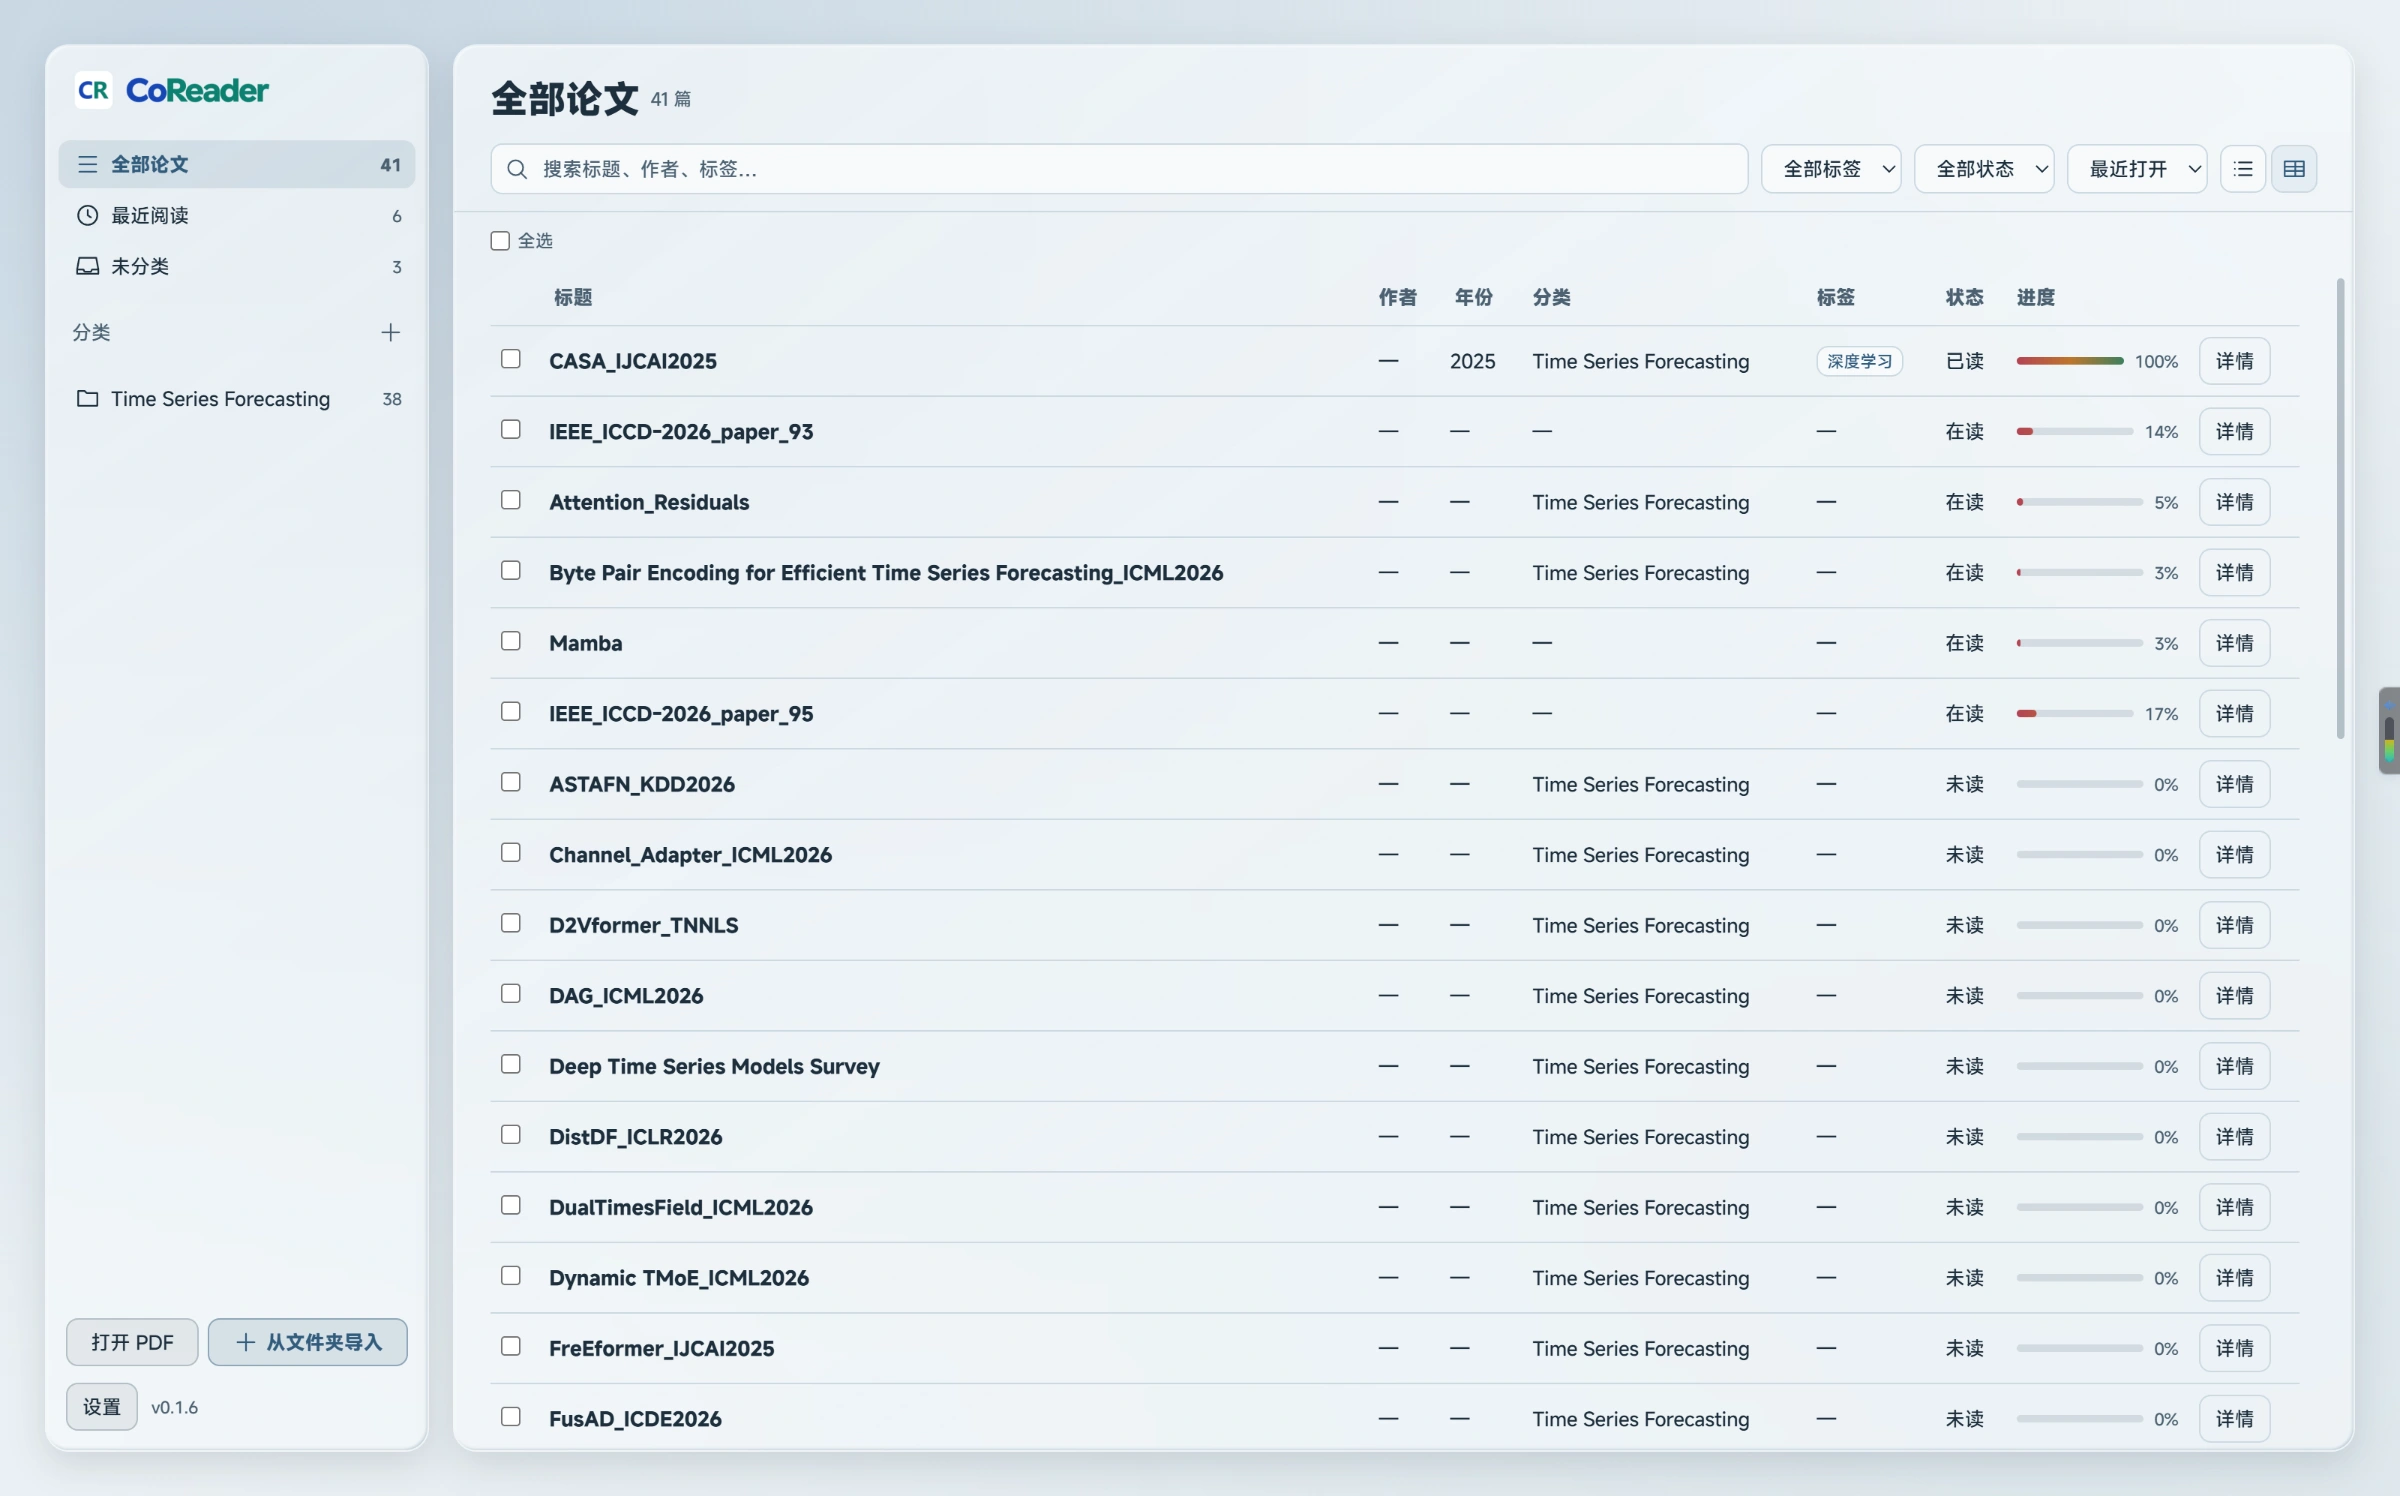 CR CoReader
全部论文 41
最近阅读 6
未分类 3
分类
Time Series Forecasting 38
打开 PDF 从文件夹导入
设置 v0.1.6
全部论文 41 篇
搜索标题、作者、标签... 全部标签 全部状态 最近打开
全选
标题 作者 年份 分类 标签 状态 进度
CASA_IJCAI2025 — 2025 Time Series Forecasting 深度学习 已读 100% 详情
IEEE_ICCD-2026_paper_93 — — — — 在读 14% 详情
Attention_Residuals — — Time Series Forecasting — 在读 5% 详情
Byte Pair Encoding for Efficient Time Series Forecasting_ICML2026 — — Time Series Forecasting — 在读 3% 详情
Mamba — — — — 在读 3% 详情
IEEE_ICCD-2026_paper_95 — — — — 在读 17% 详情
ASTAFN_KDD2026 — — Time Series Forecasting — 未读 0% 详情
Channel_Adapter_ICML2026 — — Time Series Forecasting — 未读 0% 详情
D2Vformer_TNNLS — — Time Series Forecasting — 未读 0% 详情
DAG_ICML2026 — — Time Series Forecasting — 未读 0% 详情
Deep Time Series Models Survey — — Time Series Forecasting — 未读 0% 详情
DistDF_ICLR2026 — — Time Series Forecasting — 未读 0% 详情
DualTimesField_ICML2026 — — Time Series Forecasting — 未读 0% 详情
Dynamic TMoE_ICML2026 — — Time Series Forecasting — 未读 0% 详情
FreEformer_IJCAI2025 — — Time Series Forecasting — 未读 0% 详情
FusAD_ICDE2026 — — Time Series Forecasting — 未读 0% 详情